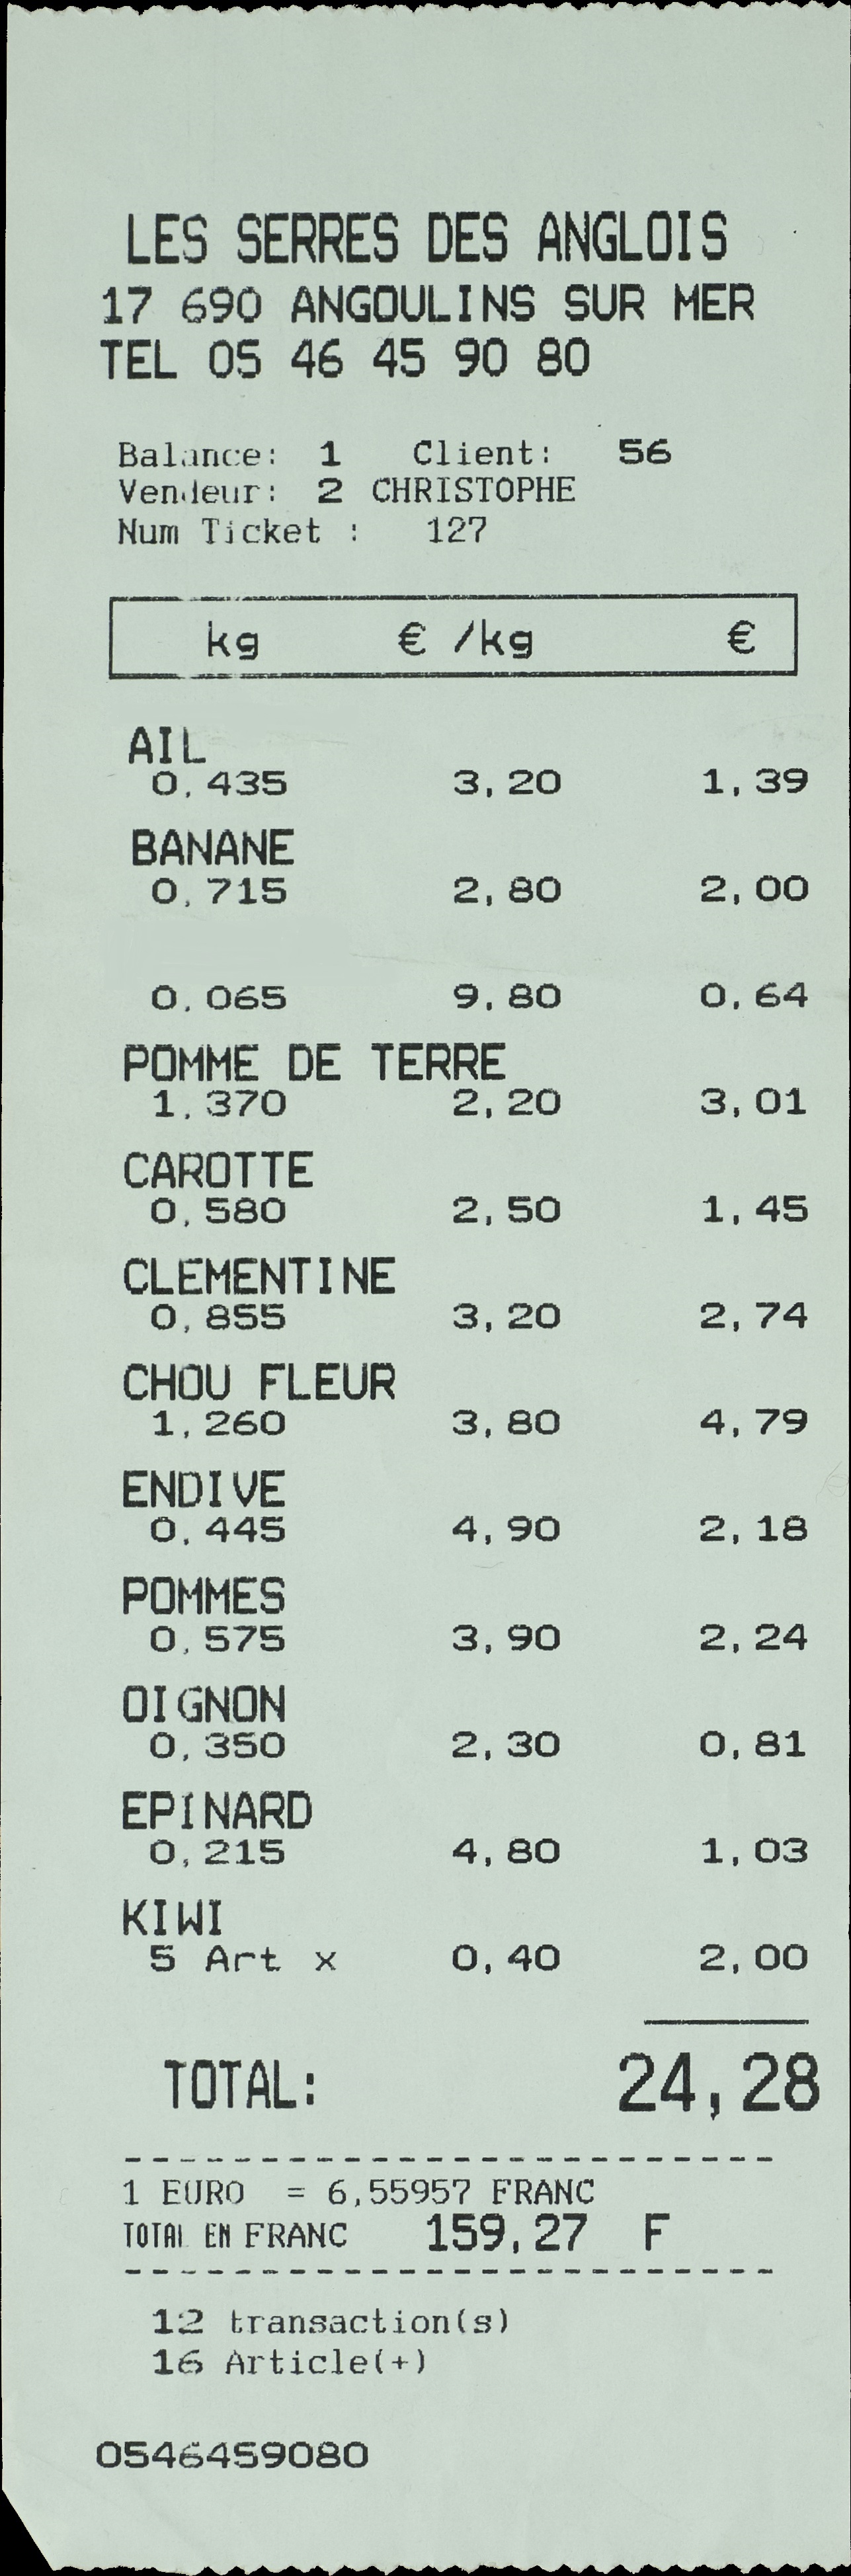 LES SERRES DES ANGLOIS
17 690 ANGOULINS SUR MER
TEL 05 46 45 90 80
Balance: 1 Client: 56
Vendeur: 2 CHRISTOPHE
Num Ticket : 127
kg € /kg €
AIL
0,435 3,20 1,39
BANANE
0,715 2,80 2,00
0,065 9,80 0,64
POMME DE TERRE
1,370 2,20 3,01
CAROTTE
0,580 2,50 1,45
CLEMENTINE
0,855 3,20 2,74
CHOU FLEUR
1,260 3,80 4,79
ENDIVE
0,445 4,90 2,18
POMMES
0,575 3,90 2,24
OIGNON
0,350 2,30 0,81
EPINARD
0,215 4,80 1,03
KIWI
5 Art x 0,40 2,00
TOTAL: 24,28
1 EURO = 6,55957 FRANC
TOTAL EN FRANC 159,27 F
12 transaction(s)
16 Article(+)
0546459080